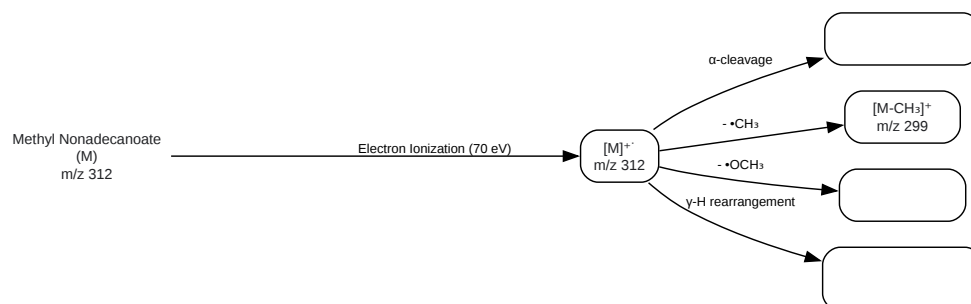 Methyl Nonadecanoate
(M)
m/z 312
Electron Ionization (70 eV)
[M]⁺˙
m/z 312
α-cleavage
- •CH₃
[M-CH₃]⁺
m/z 299
- •OCH₃
γ-H rearrangement